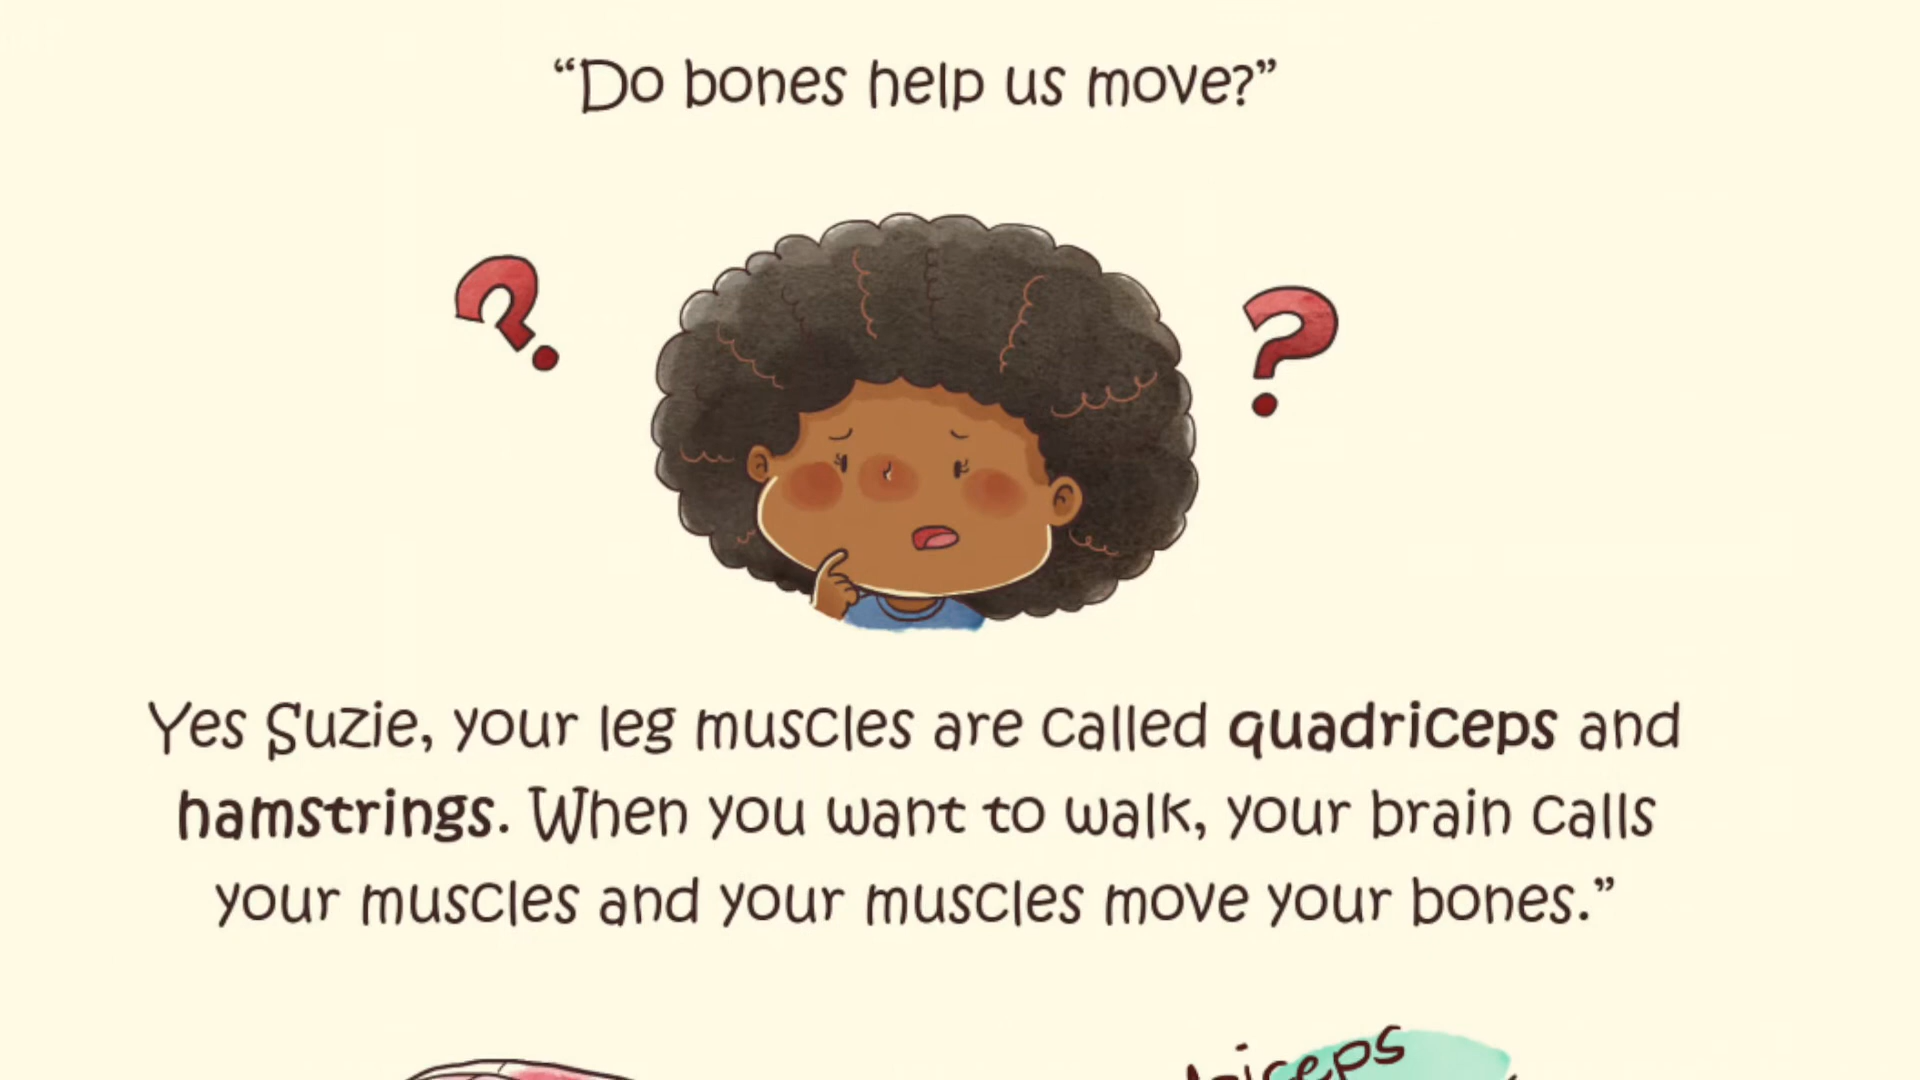 “Do bones help us move?”
? ?
Yes Suzie, your leg muscles are called quadriceps and
hamstrings. When you want to walk, your brain calls
your muscles and your muscles move your bones.”